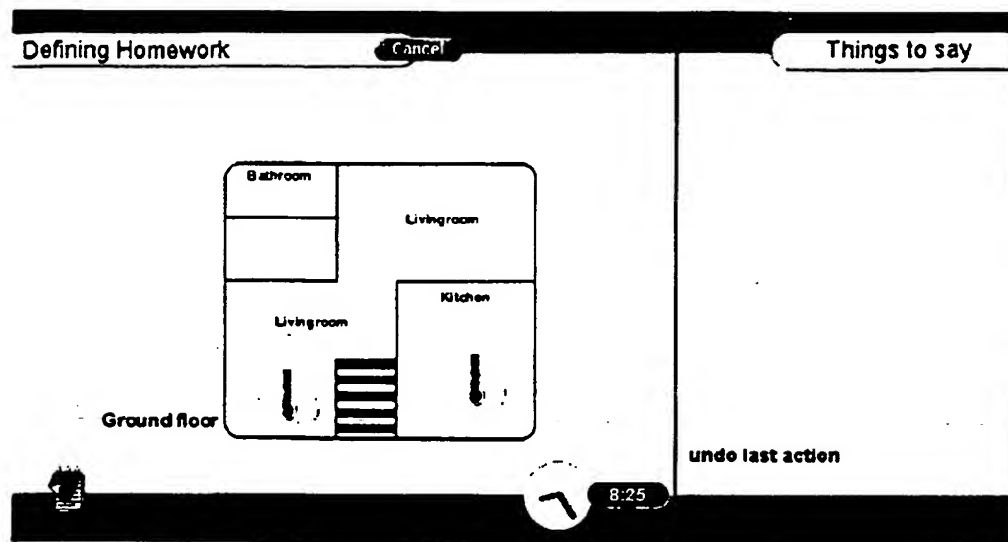 Defining Homework
Cancel
Things to say
Bathroom
Livingroom
Kitchen
Livingroom
Ground floor
undo last action
8:25